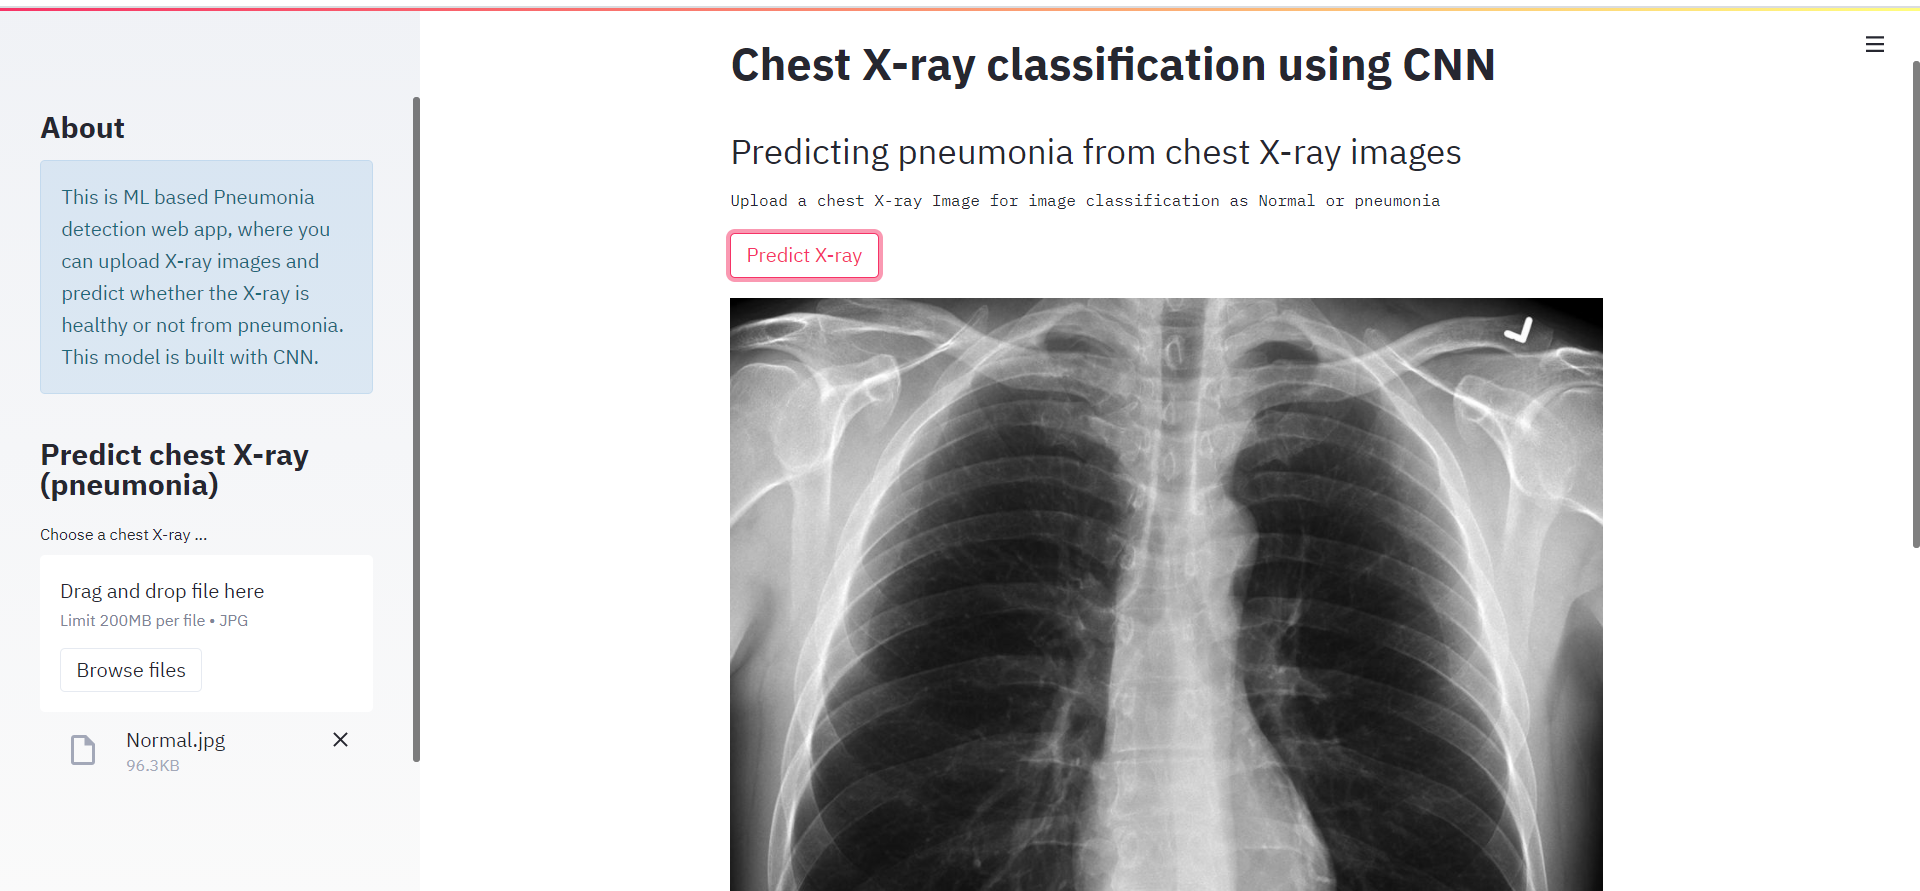 About
This is ML based Pneumonia
detection web app, where you
can upload X-ray images and
predict whether the X-ray is
healthy or not from pneumonia.
This model is built with CNN.
Predict chest X-ray
(pneumonia)
Choose a chest X-ray ...
Drag and drop file here
Limit 200MB per file • JPG
Browse files
Normal.jpg
96.3KB
Chest X-ray classification using CNN
Predicting pneumonia from chest X-ray images
Upload a chest X-ray Image for image classification as Normal or pneumonia
Predict X-ray